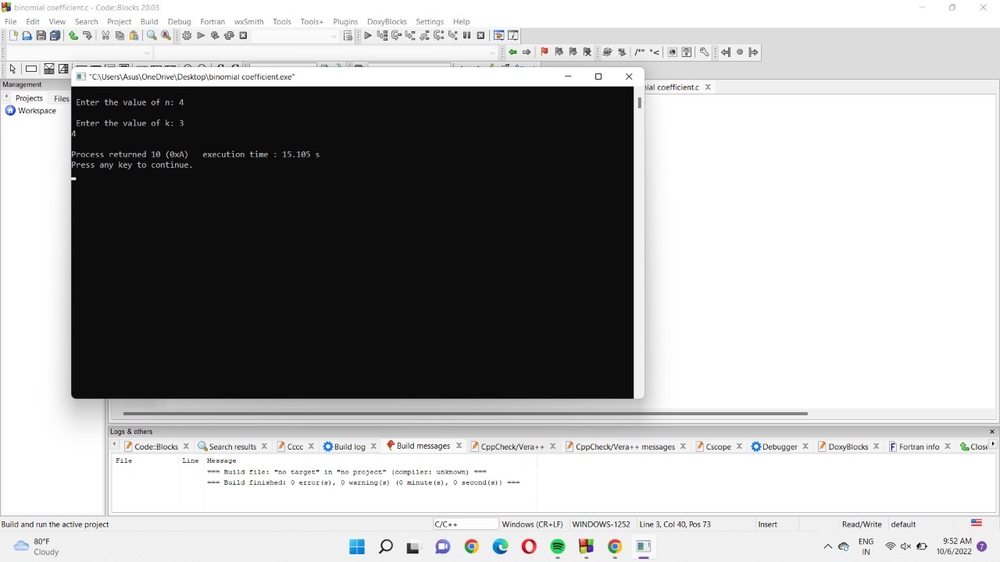 binomial coefficient.c - Code::Blocks 20.03
File Edit View Search Project Build Debug Fortran wxSmith Tools Tools+ Plugins DoxyBlocks Settings Help
/** *<
Management
Projects Files
Workspace
"C:\Users\Asus\OneDrive\Desktop\binomial coefficient.exe"
Enter the value of n: 4
Enter the value of k: 3
4
Process returned 10 (0xA) execution time : 15.105 s
Press any key to continue.
coefficient.c
Logs & others
Code::Blocks Search results Cccc Build log Build messages CppCheck/Vera++ CppCheck/Vera++ messages Cscope Debugger DoxyBlocks Fortran info
File Line Message
=== Build file: "no target" in "no project" (compiler: unknown) ===
=== Build finished: 0 error(s), 0 warning(s) (0 minute(s), 0 second(s)) ===
Build and run the active project C/C++ Windows (CR+LF) WINDOWS-1252 Line 3, Col 40, Pos 73 Insert Read/Write default
80°F
Cloudy
ENG
IN
9:52 AM
10/6/2022
7